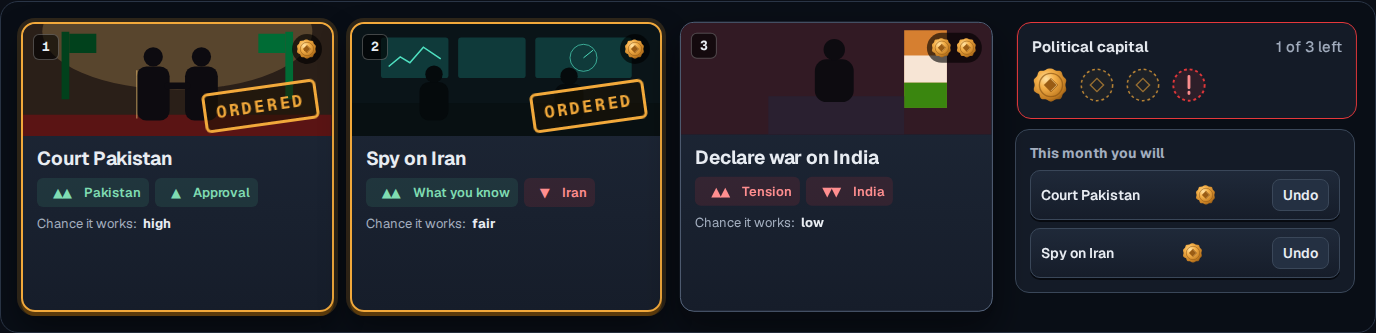 1
ORDERED
Court Pakistan
Pakistan
Approval
Chance it works: high
2
ORDERED
Spy on Iran
What you know
Iran
Chance it works: fair
3
Declare war on India
Tension
India
Chance it works: low
Political capital
1 of 3 left
!
This month you will
Court Pakistan
Undo
Spy on Iran
Undo